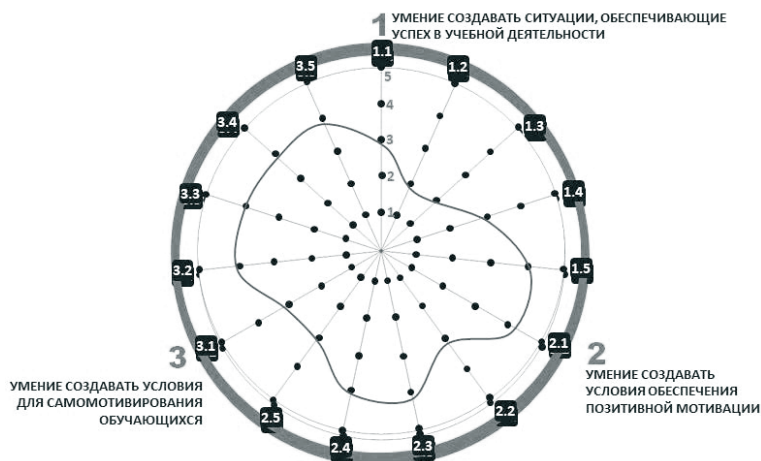 1 УМЕНИЕ СОЗДАВАТЬ СИТУАЦИИ, ОБЕСПЕЧИВАЮЩИЕ
УСПЕХ В УЧЕБНОЙ ДЕЯТЕЛЬНОСТИ
1.1
1.2
1.3
1.4
1.5
2.1
2.2
2.3
2.4
2.5
3.1
3.2
3.3
3.4
3.5
5
4
3
2
1
2
УМЕНИЕ СОЗДАВАТЬ
УСЛОВИЯ ОБЕСПЕЧЕНИЯ
ПОЗИТИВНОЙ МОТИВАЦИИ
3
УМЕНИЕ СОЗДАВАТЬ УСЛОВИЯ
ДЛЯ САМОМОТИВИРОВАНИЯ
ОБУЧАЮЩИХСЯ